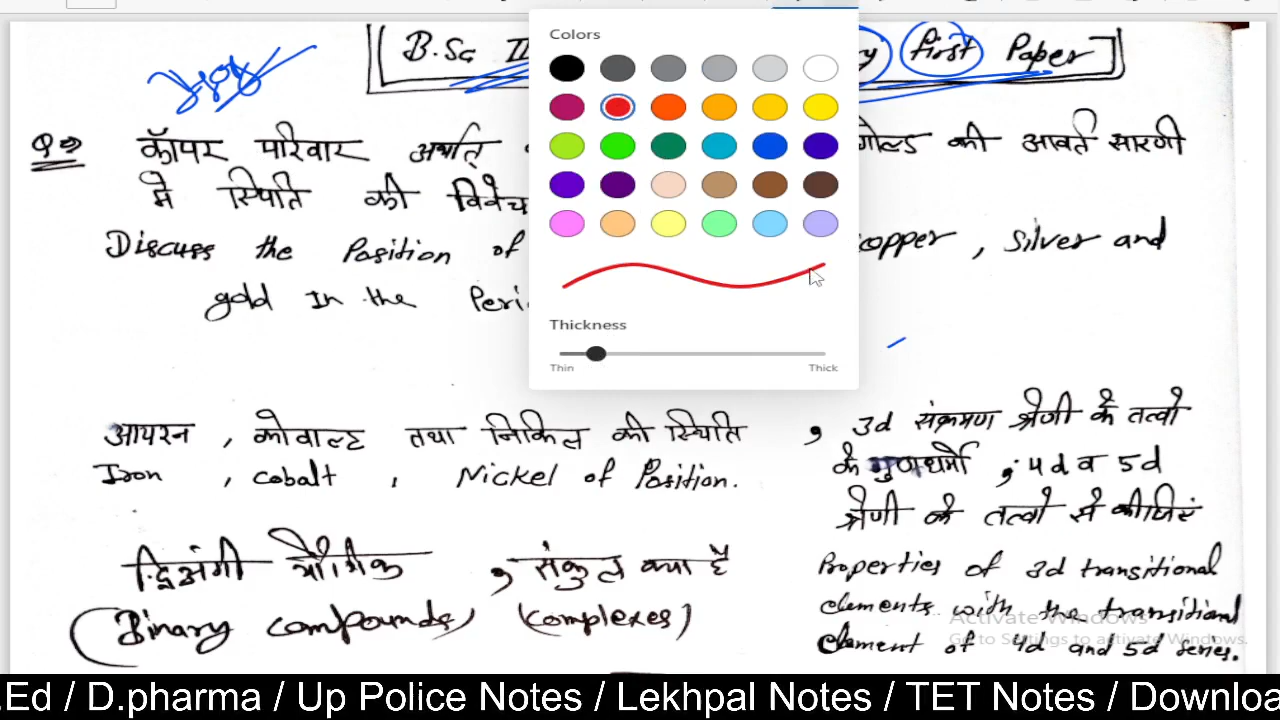 Colors
B.Sc II First Paper
Q ⇒ कॉपर परिवार अर्थात् गोल्ड की आवर्त सारणी
मे स्थिति की विवेच
Discuss the Position of copper, Silver and
gold In the Peri
Thickness
Thin Thick
आयरन , कोवाल्ट तथा निकिल की स्थिति , 3d संक्रमण श्रेणी के तत्वो
Iron , cobalt , Nickel of Position. के गुणधर्मो , 4d व 5d
श्रेणी के तत्वो से कीजिएं
द्विअंगी यौगिक , संकुल क्या है Properties of 3d transitional
(Binary compounds) (complexes) elements with the transitional
element of 4d and 5d series.
Activate Windows
Go to Settings to activate Windows.
.Ed / D.pharma / Up Police Notes / Lekhpal Notes / TET Notes / Downloa